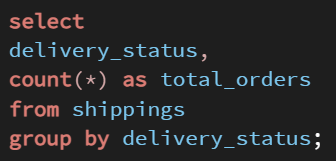 select
delivery_status,
count(*) as total_orders
from shippings
group by delivery_status;